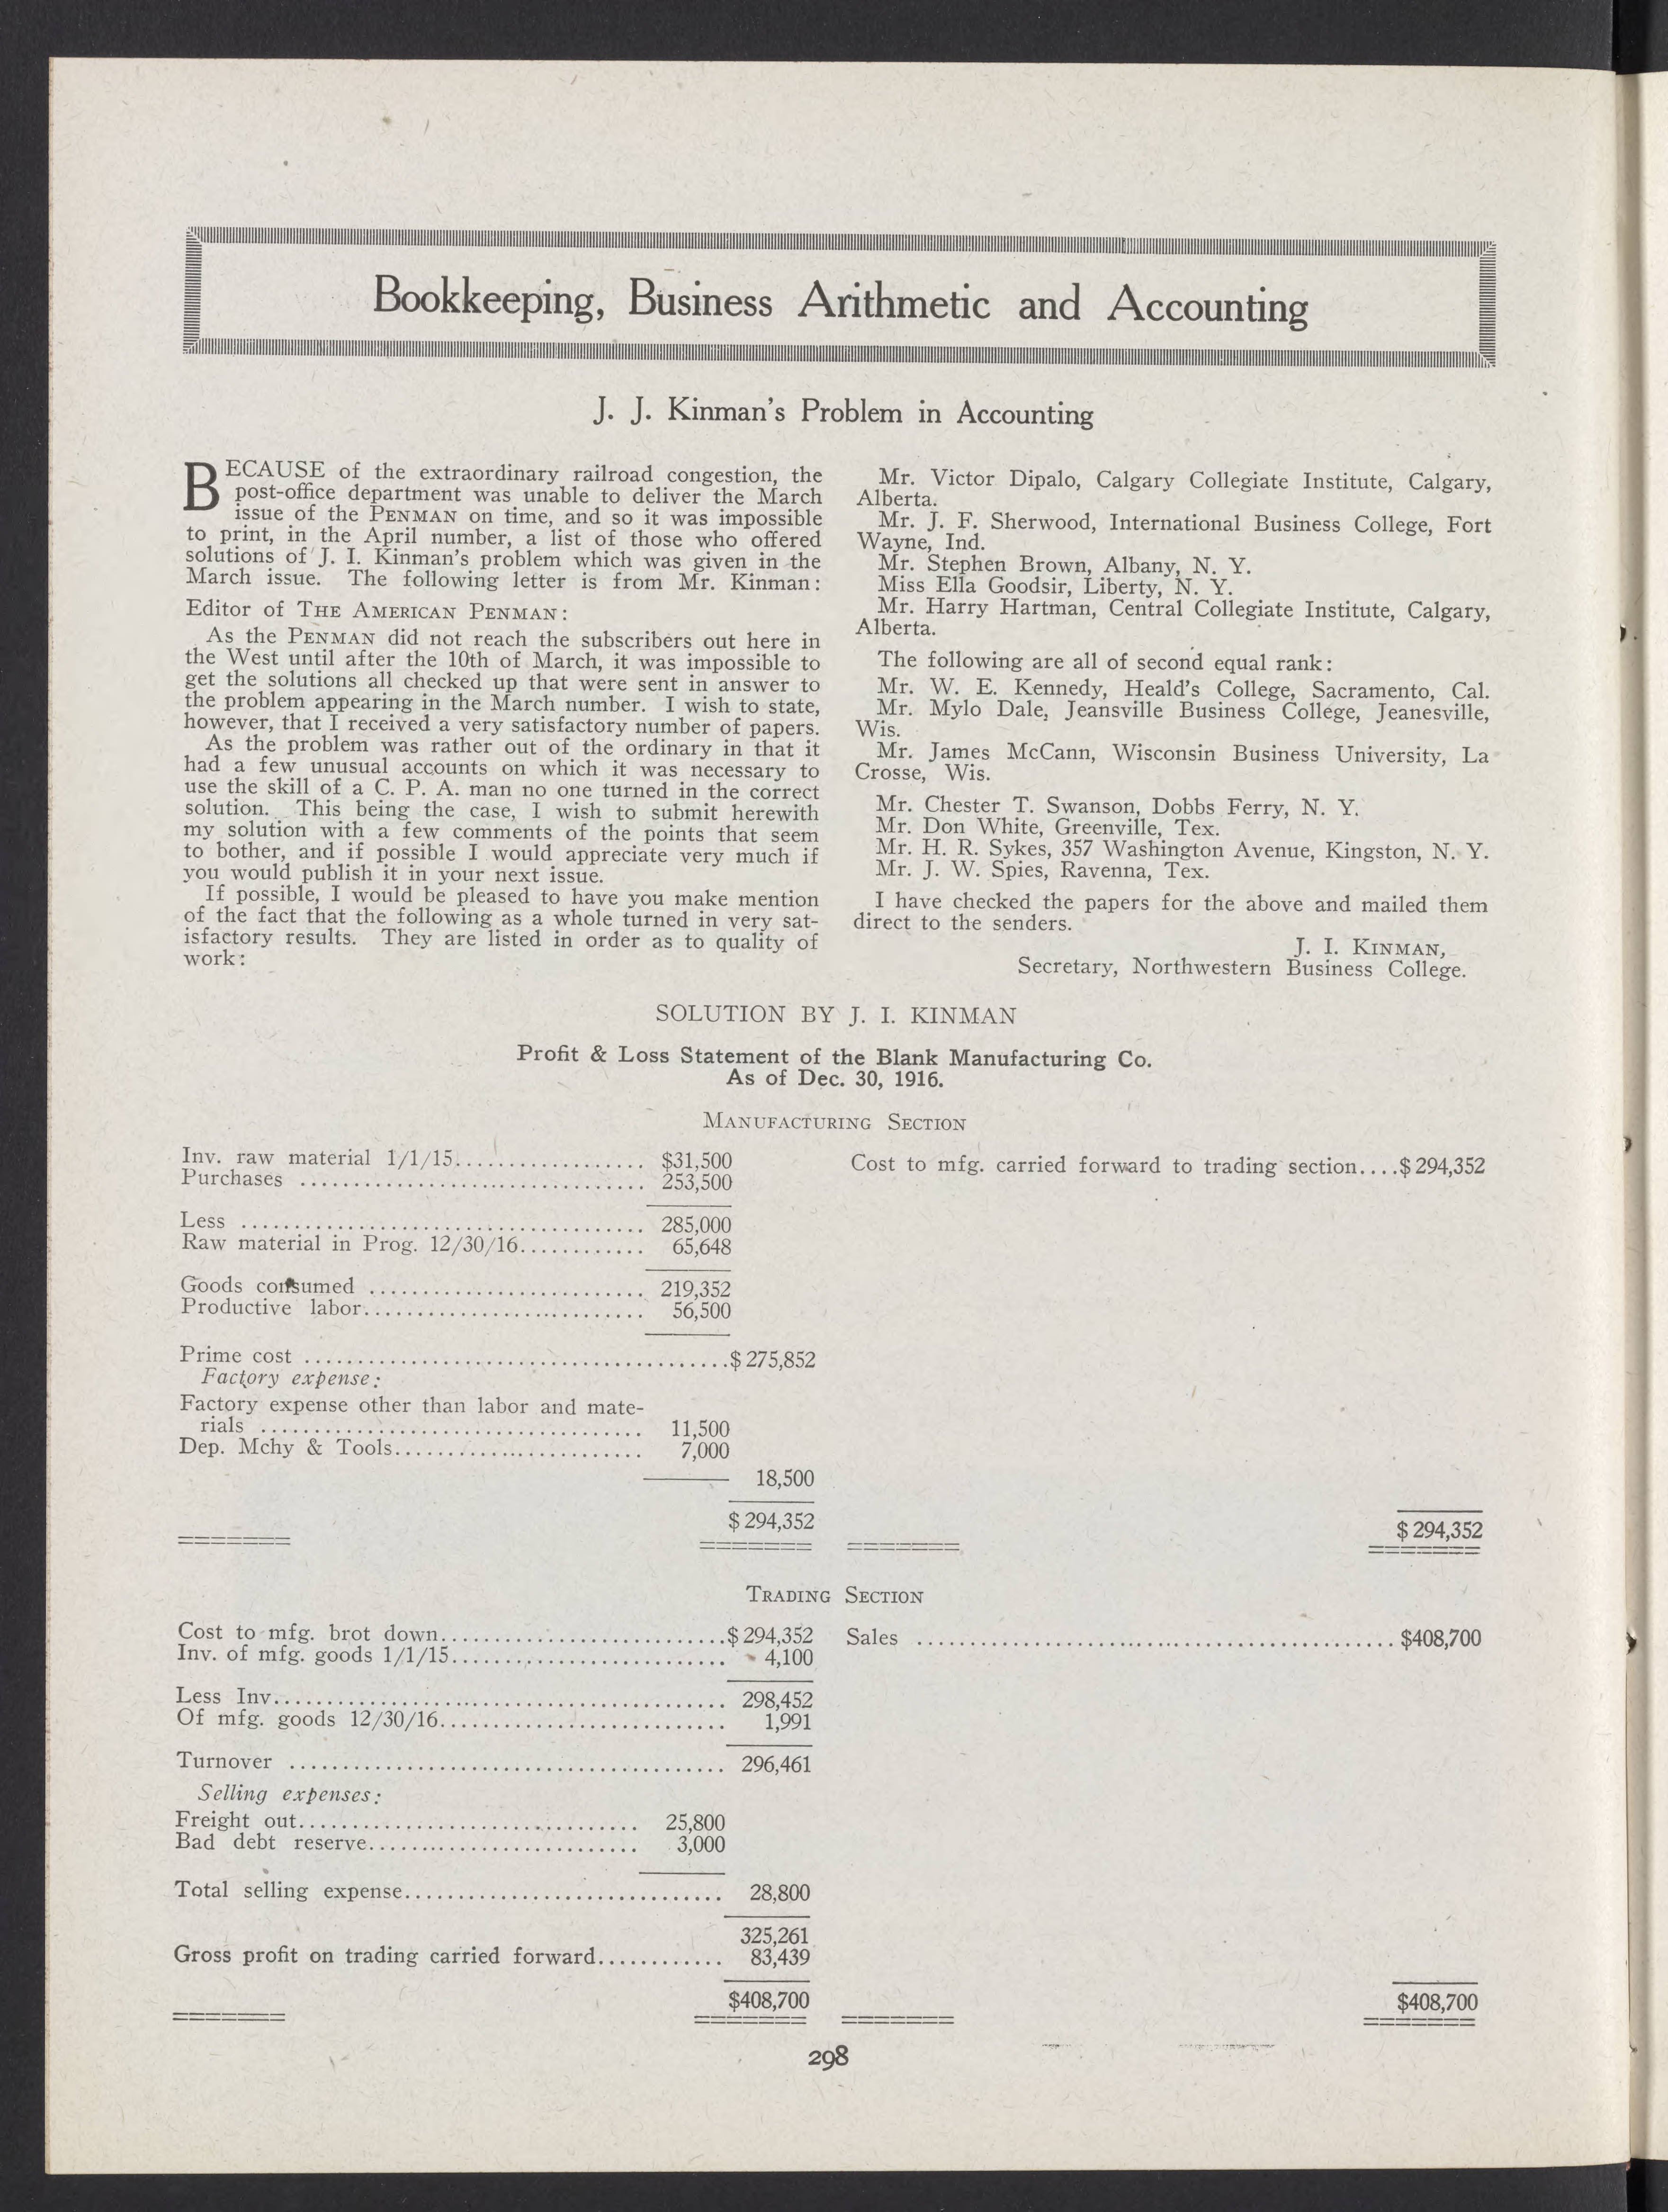 Bookkeeping, Business Arithmetic and Accounting
J. J. Kinman's Problem in Accounting
BECAUSE of the extraordinary railroad congestion, the
post-office department was unable to deliver the March
issue of the PENMAN on time, and so it was impossible
to print, in the April number, a list of those who offered
solutions of J. I. Kinman's problem which was given in the
March issue. The following letter is from Mr. Kinman:
Editor of THE AMERICAN PENMAN:
As the PENMAN did not reach the subscribers out here in
the West until after the 10th of March, it was impossible to
get the solutions all checked up that were sent in answer to
the problem appearing in the March number. I wish to state,
however, that I received a very satisfactory number of papers.
As the problem was rather out of the ordinary in that it
had a few unusual accounts on which it was necessary to
use the skill of a C. P. A. man no one turned in the correct
solution. This being the case, I wish to submit herewith
my solution with a few comments of the points that seem
to bother, and if possible I would appreciate very much if
you would publish it in your next issue.
If possible, I would be pleased to have you make mention
of the fact that the following as a whole turned in very sat-
isfactory results. They are listed in order as to quality of
work:
Mr. Victor Dipalo, Calgary Collegiate Institute, Calgary,
Alberta.
Mr. J. F. Sherwood, International Business College, Fort
Wayne, Ind.
Mr. Stephen Brown, Albany, N. Y.
Miss Ella Goodsir, Liberty, N. Y.
Mr. Harry Hartman, Central Collegiate Institute, Calgary,
Alberta.
The following are all of second equal rank:
Mr. W. E. Kennedy, Heald's College, Sacramento, Cal.
Mr. Mylo Dale, Jeansville Business College, Jeanesville,
Wis.
Mr. James McCann, Wisconsin Business University, La
Crosse, Wis.
Mr. Chester T. Swanson, Dobbs Ferry, N. Y.
Mr. Don White, Greenville, Tex.
Mr. H. R. Sykes, 357 Washington Avenue, Kingston, N. Y.
Mr. J. W. Spies, Ravenna, Tex.
I have checked the papers for the above and mailed them
direct to the senders.
J. I. KINMAN,
Secretary, Northwestern Business College.
SOLUTION BY J. I. KINMAN
Profit & Loss Statement of the Blank Manufacturing Co.
As of Dec. 30, 1916.
MANUFACTURING SECTION
Inv. raw material 1/1/15.................. $31,500
Purchases ................................ 253,500
Less ...................................... 285,000
Raw material in Prog. 12/30/16............ 65,648
Goods consumed .......................... 219,352
Productive labor.......................... 56,500
Prime cost ........................................$ 275,852
Factory expense:
Factory expense other than labor and mate-
rials .................................... 11,500
Dep. Mchy & Tools....................... 7,000
18,500
$ 294,352
Cost to mfg. carried forward to trading section....$ 294,352
$ 294,352
TRADING SECTION
Cost to mfg. brot down...........................$ 294,352
Inv. of mfg. goods 1/1/15.......................... 4,100
Less Inv........................................... 298,452
Of mfg. goods 12/30/16........................... 1,991
Turnover ......................................... 296,461
Selling expenses:
Freight out................................ 25,800
Bad debt reserve......................... 3,000
Total selling expense.............................. 28,800
325,261
Gross profit on trading carried forward............ 83,439
$408,700
Sales ............................................. $408,700
$408,700
298